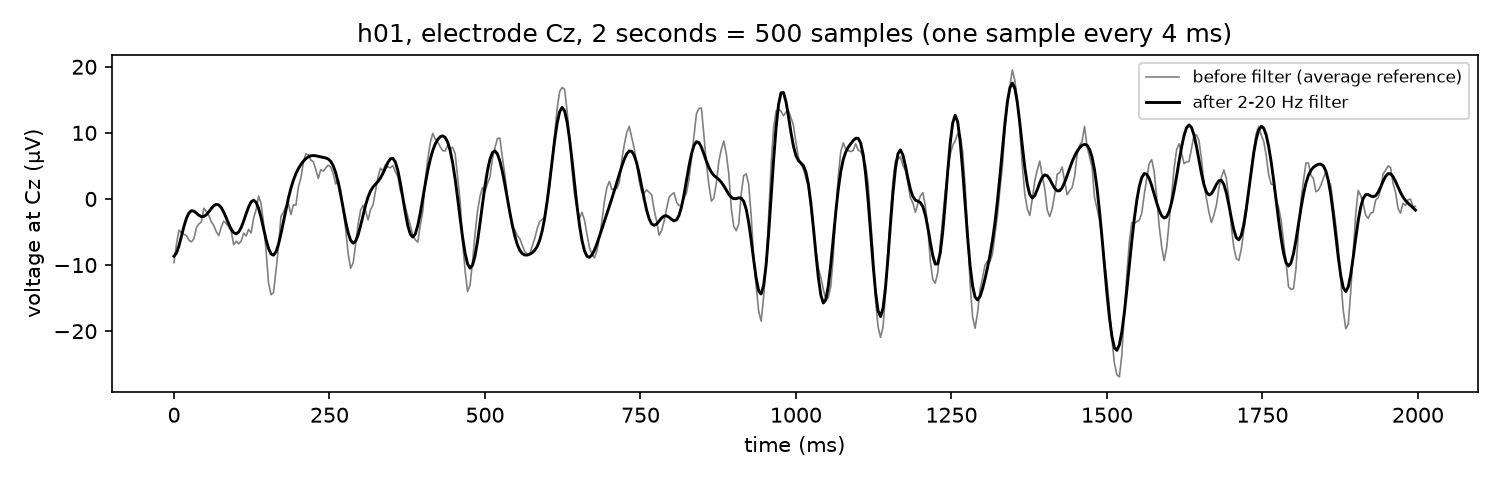 h01, electrode Cz, 2 seconds = 500 samples (one sample every 4 ms)
before filter (average reference)
after 2-20 Hz filter
voltage at Cz (µV)
20
10
0
−10
−20
0 250 500 750 1000 1250 1500 1750 2000
time (ms)